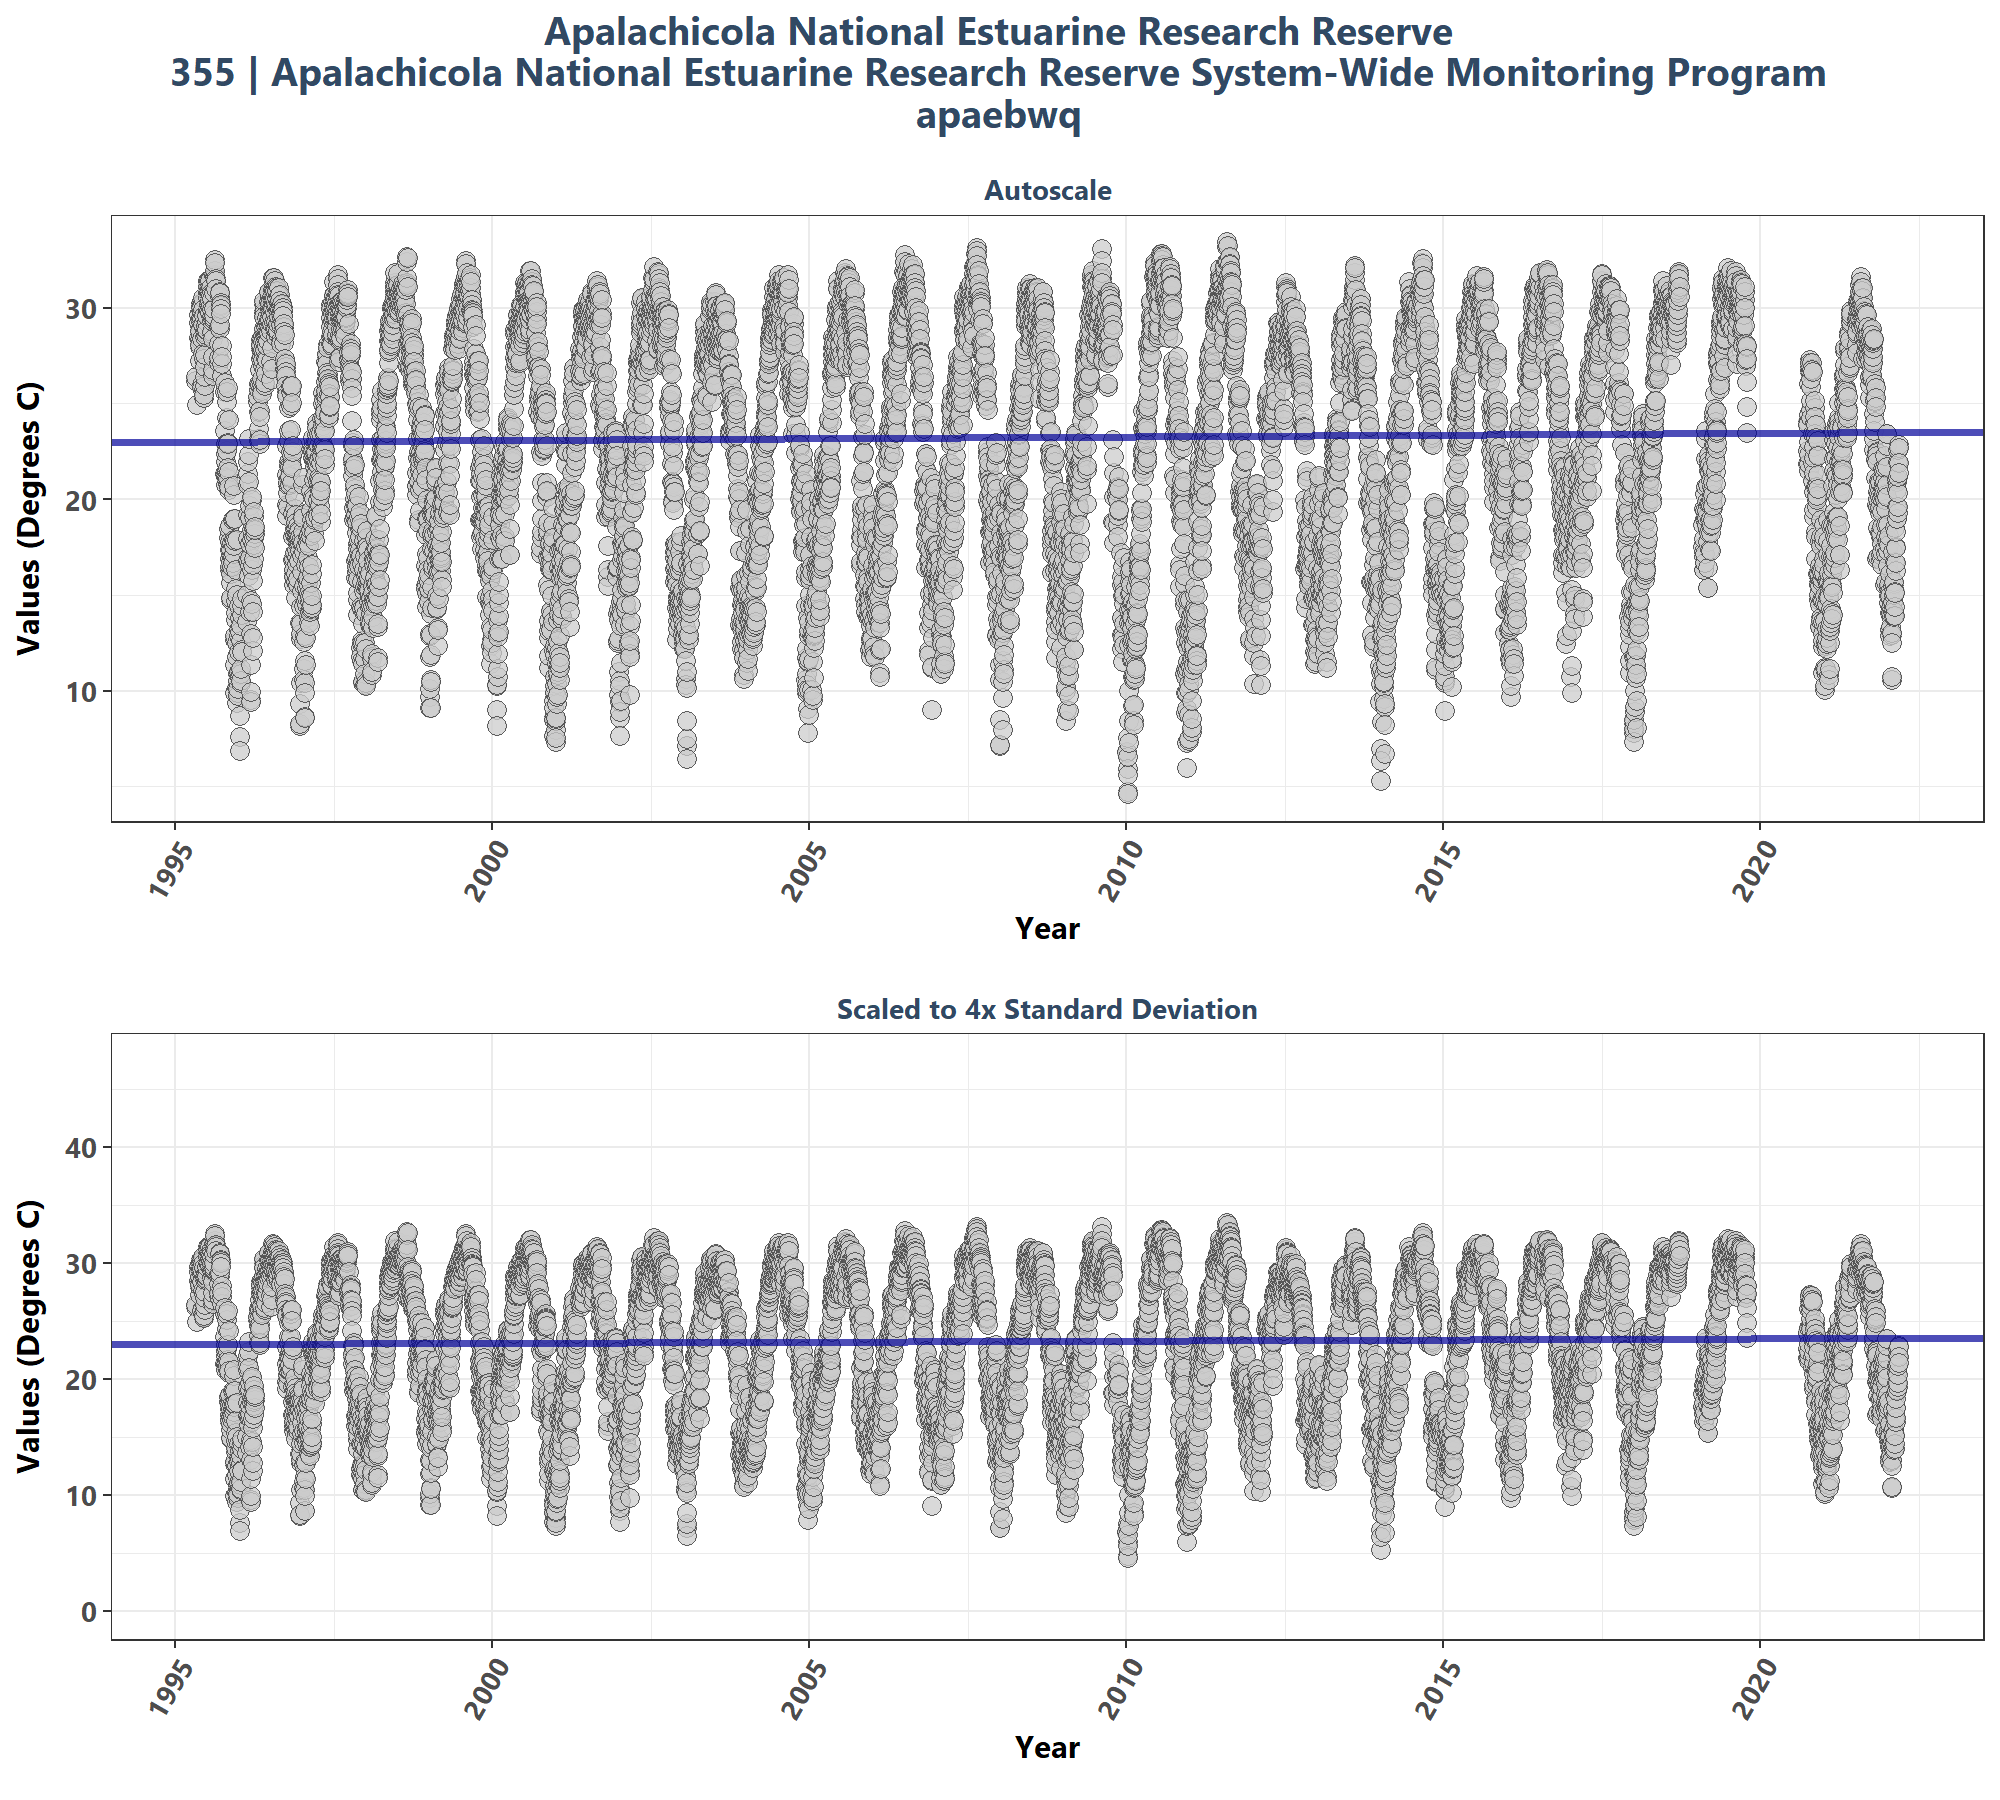 Apalachicola National Estuarine Research Reserve
355 | Apalachicola National Estuarine Research Reserve System-Wide Monitoring Program
apaebwq
Autoscale
Values (Degrees C)
30
20
10
1995
2000
2005
2010
2015
2020
Year
Scaled to 4x Standard Deviation
Values (Degrees C)
40
30
20
10
0
1995
2000
2005
2010
2015
2020
Year